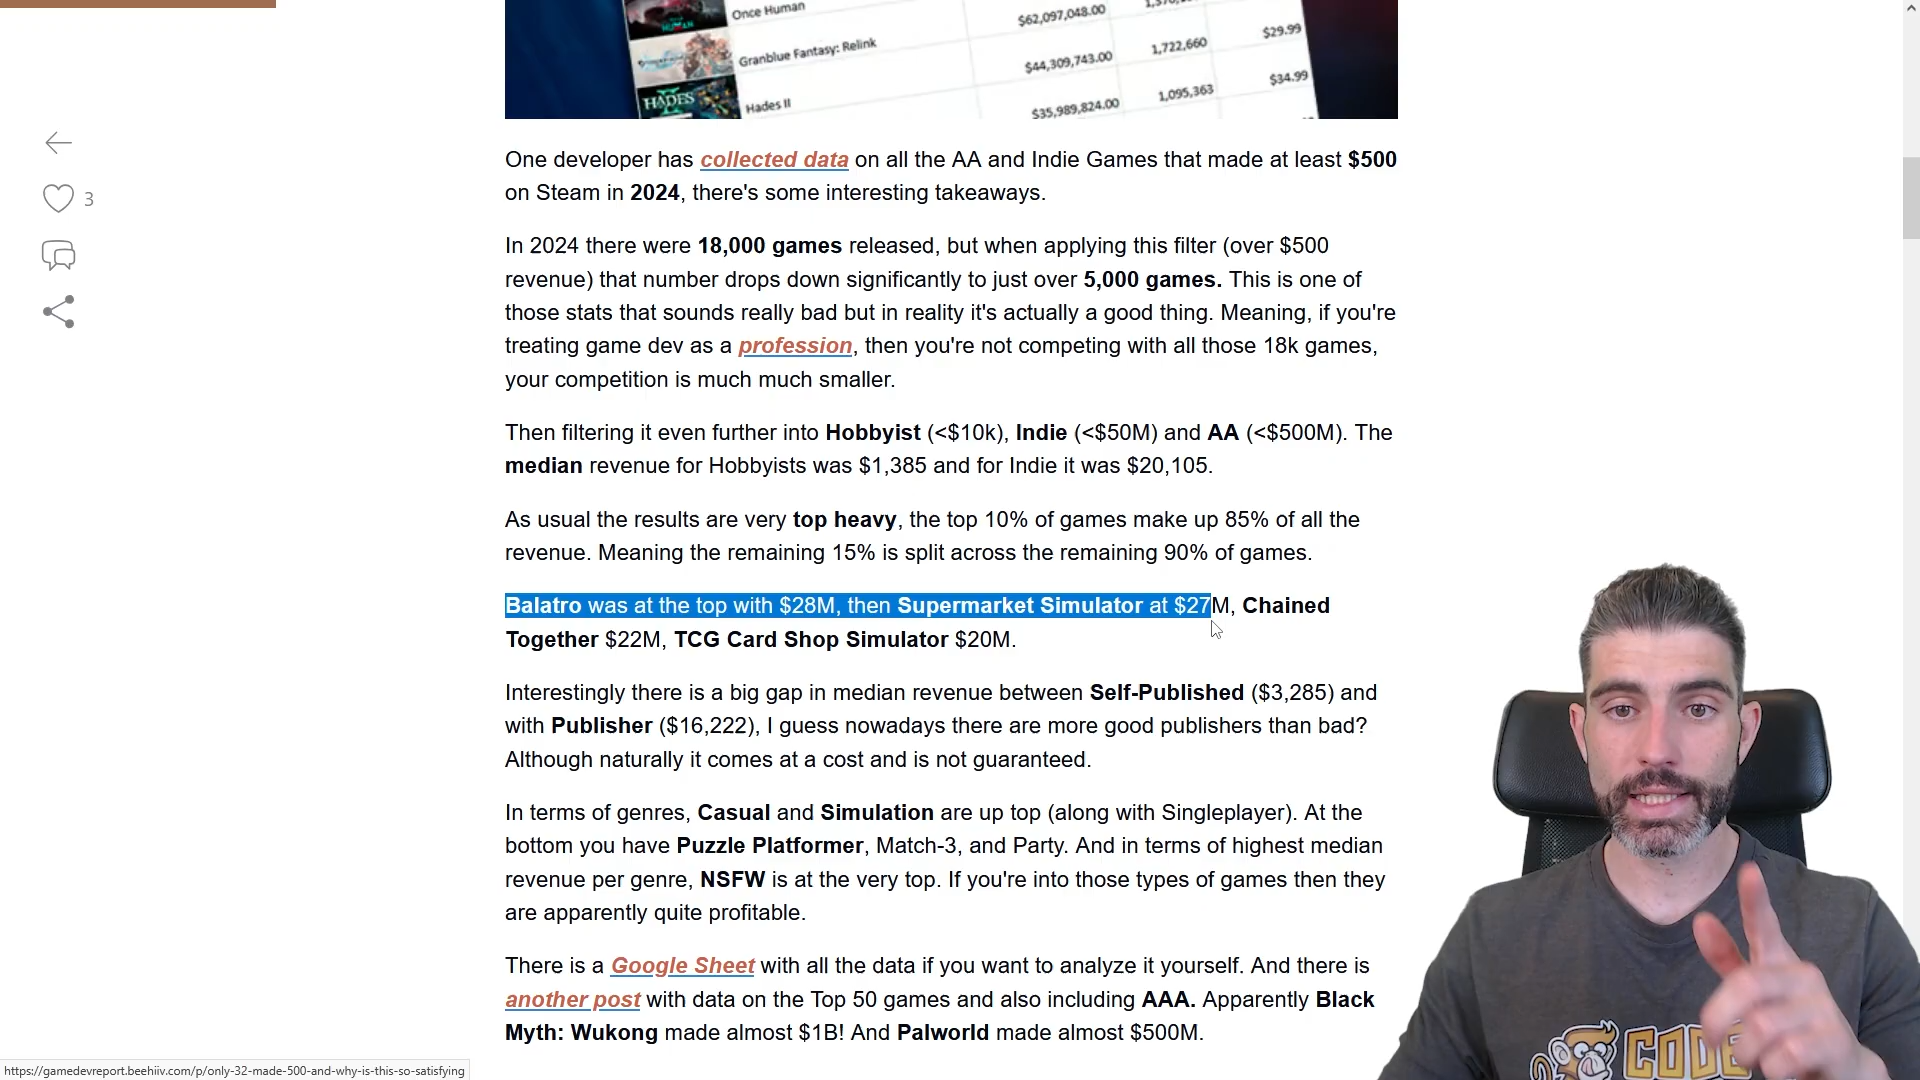 Once Human
$62,097,048.00
Granblue Fantasy: Relink
$44,309,743.00
1,722,660
$29.99
HADES II
Hades II
$35,989,824.00
1,095,363
$34.99
3
One developer has collected data on all the AA and Indie Games that made at least $500
on Steam in 2024, there's some interesting takeaways.
In 2024 there were 18,000 games released, but when applying this filter (over $500
revenue) that number drops down significantly to just over 5,000 games. This is one of
those stats that sounds really bad but in reality it's actually a good thing. Meaning, if you're
treating game dev as a profession, then you're not competing with all those 18k games,
your competition is much much smaller.
Then filtering it even further into Hobbyist (<$10k), Indie (<$50M) and AA (<$500M). The
median revenue for Hobbyists was $1,385 and for Indie it was $20,105.
As usual the results are very top heavy, the top 10% of games make up 85% of all the
revenue. Meaning the remaining 15% is split across the remaining 90% of games.
Balatro was at the top with $28M, then Supermarket Simulator at $27M, Chained
Together $22M, TCG Card Shop Simulator $20M.
Interestingly there is a big gap in median revenue between Self-Published ($3,285) and
with Publisher ($16,222), I guess nowadays there are more good publishers than bad?
Although naturally it comes at a cost and is not guaranteed.
In terms of genres, Casual and Simulation are up top (along with Singleplayer). At the
bottom you have Puzzle Platformer, Match-3, and Party. And in terms of highest median
revenue per genre, NSFW is at the very top. If you're into those types of games then they
are apparently quite profitable.
There is a Google Sheet with all the data if you want to analyze it yourself. And there is
another post with data on the Top 50 games and also including AAA. Apparently Black
Myth: Wukong made almost $1B! And Palworld made almost $500M.
CODE
https://gamedevreport.beehiiv.com/p/only-32-made-500-and-why-is-this-so-satisfying